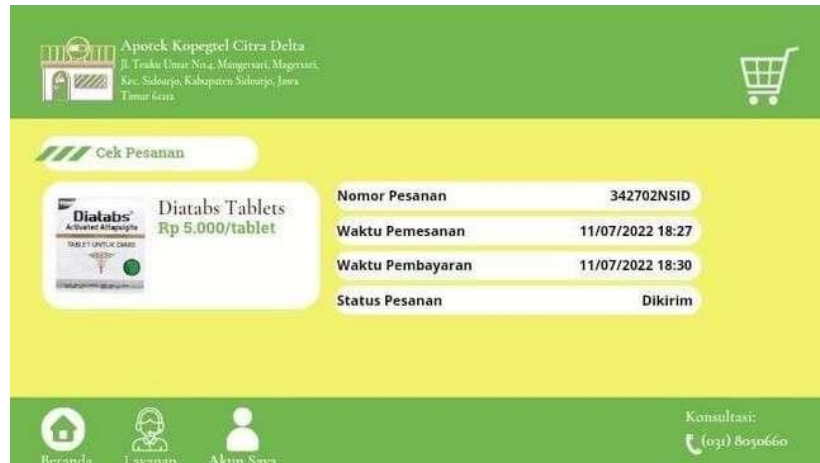 Apotek Kopegtel Citra Delta
Jl. Teuku Umar No.4, Mangersari, Magersari,
Kec. Sidoarjo, Kabupaten Sidoarjo, Jawa
Timur 61212
Cek Pesanan
Diatabs
Activated Attapulgite
TABLET UNTUK DIARE
Diatabs Tablets
Rp 5.000/tablet
Nomor Pesanan 342702NSID
Waktu Pemesanan 11/07/2022 18:27
Waktu Pembayaran 11/07/2022 18:30
Status Pesanan Dikirim
Beranda
Layanan
Akun Saya
Konsultasi:
(031) 8050660